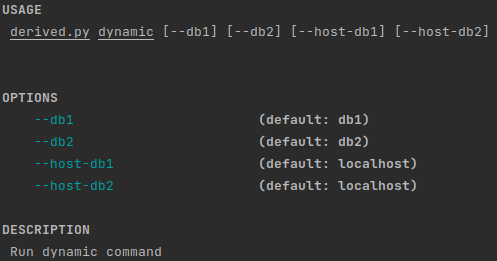 USAGE
derived.py dynamic [--db1] [--db2] [--host-db1] [--host-db2]
OPTIONS
--db1 (default: db1)
--db2 (default: db2)
--host-db1 (default: localhost)
--host-db2 (default: localhost)
DESCRIPTION
Run dynamic command